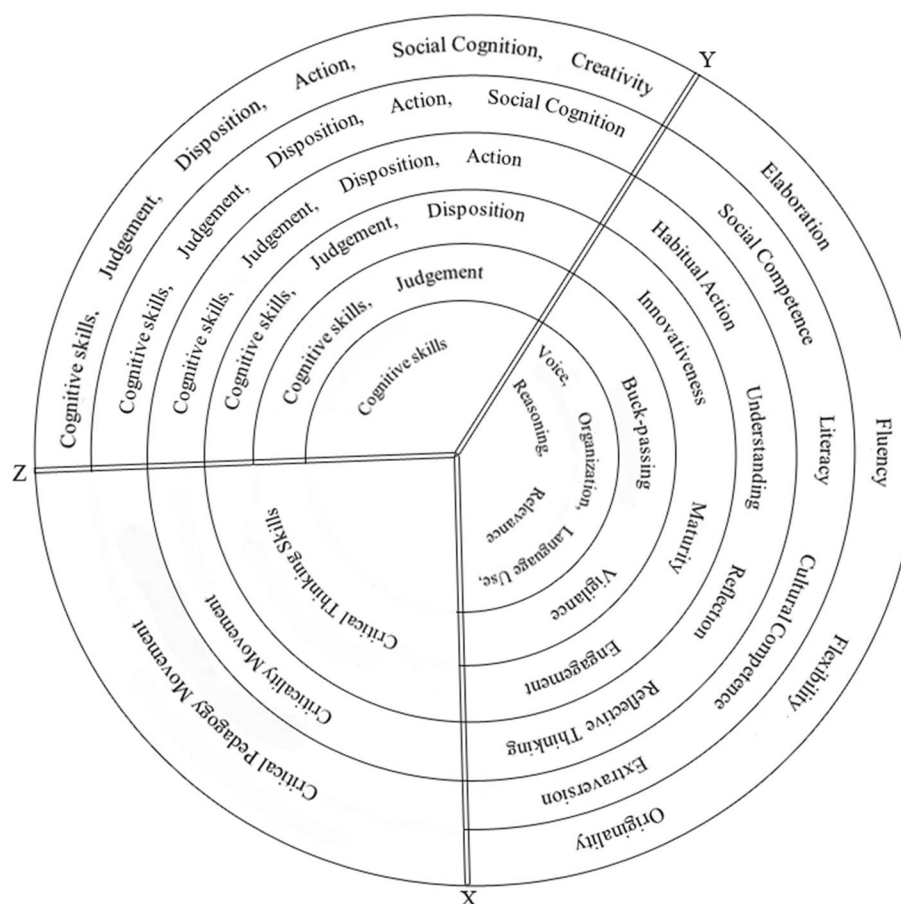 Y
Cognitive skills, Judgement, Disposition, Action, Social Cognition, Creativity
Cognitive skills, Judgement, Disposition, Action, Social Cognition
Cognitive skills, Judgement, Disposition, Action
Cognitive skills, Judgement, Disposition
Cognitive skills, Judgement
Cognitive skills
Elaboration
Fluency
Flexibility
Originality
Social Competence
Literacy
Cultural Competence
Extraversion
Habitual Action
Understanding
Reflection
Reflective Thinking
Innovativeness
Maturity
Engagement
Buck-passing
Vigilance
Voice,
Organization,
Language Use,
Reasoning,
Relevance
Z
Critical Thinking Skills
Criticality Movement
Critical Pedagogy Movement
X